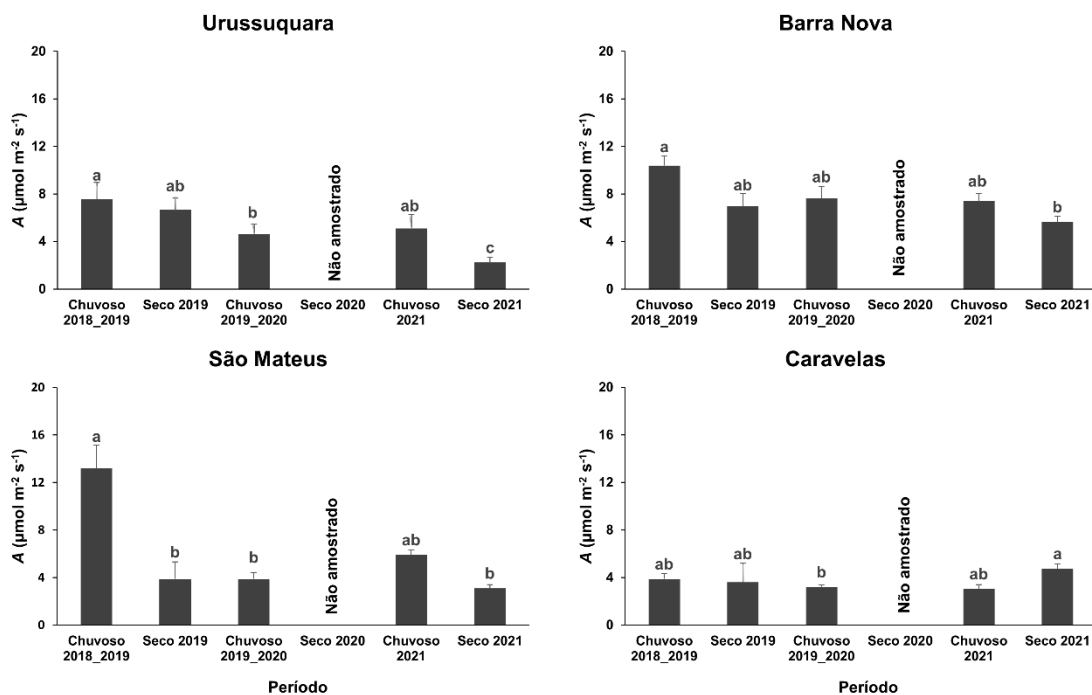 Urussuquara
A (µmol m-2 s-1)
20
16
12
8
4
0
a
ab
b
Não amostrado
ab
c
Chuvoso
2018_2019
Seco 2019
Chuvoso
2019_2020
Seco 2020
Chuvoso
2021
Seco 2021
Barra Nova
A (µmol m-2 s-1)
20
16
12
8
4
0
a
ab
ab
Não amostrado
ab
b
Chuvoso
2018_2019
Seco 2019
Chuvoso
2019_2020
Seco 2020
Chuvoso
2021
Seco 2021
São Mateus
A (µmol m-2 s-1)
20
16
12
8
4
0
a
b
b
Não amostrado
ab
b
Chuvoso
2018_2019
Seco 2019
Chuvoso
2019_2020
Seco 2020
Chuvoso
2021
Seco 2021
Período
Caravelas
A (µmol m-2 s-1)
20
16
12
8
4
0
ab
ab
b
Não amostrado
ab
a
Chuvoso
2018_2019
Seco 2019
Chuvoso
2019_2020
Seco 2020
Chuvoso
2021
Seco 2021
Período